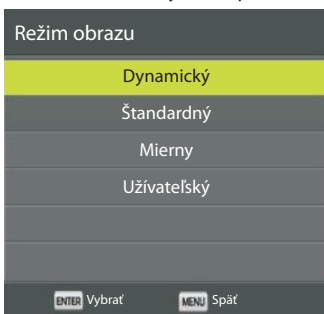 Režim obrazu
Dynamický
Štandardný
Mierny
Užívateľský
ENTER Vybrať MENU Späť